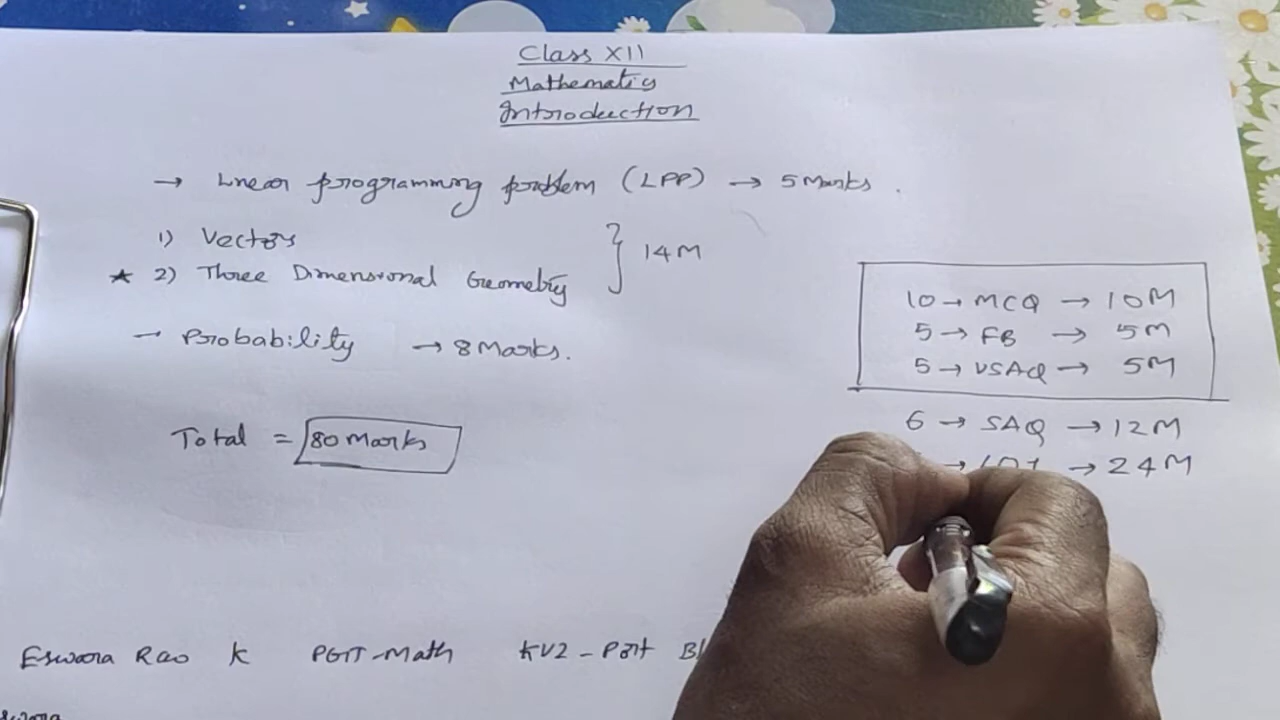 Class XII
Mathematics
Introduction
→ Linear programming problem (LPP) → 5 Marks.
1) Vectors
★ 2) Three Dimensional Geometry } 14M
→ Probability → 8 Marks.
Total = 80 Marks
10 → MCQ → 10M
5 → FB → 5M
5 → VSAQ → 5M
6 → SAQ → 12M
→ → 24M
Eswara Rao K PGT-Math KV2 - Port